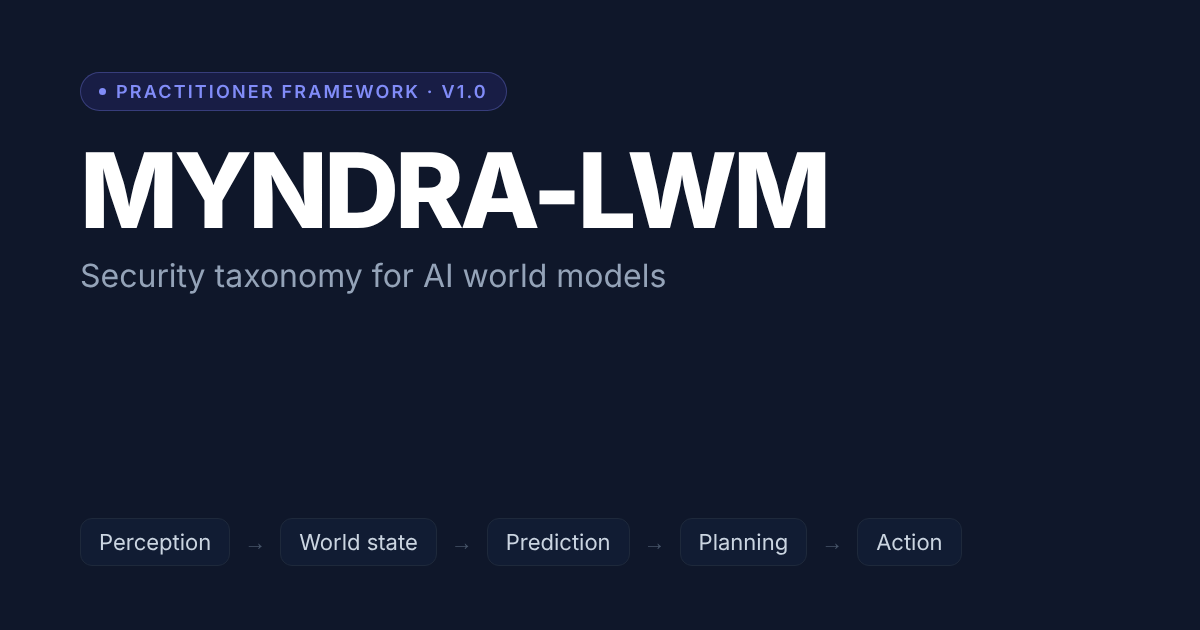 PRACTITIONER FRAMEWORK · V1.0
MYNDRA-LWM
Security taxonomy for AI world models
Perception → World state → Prediction → Planning → Action